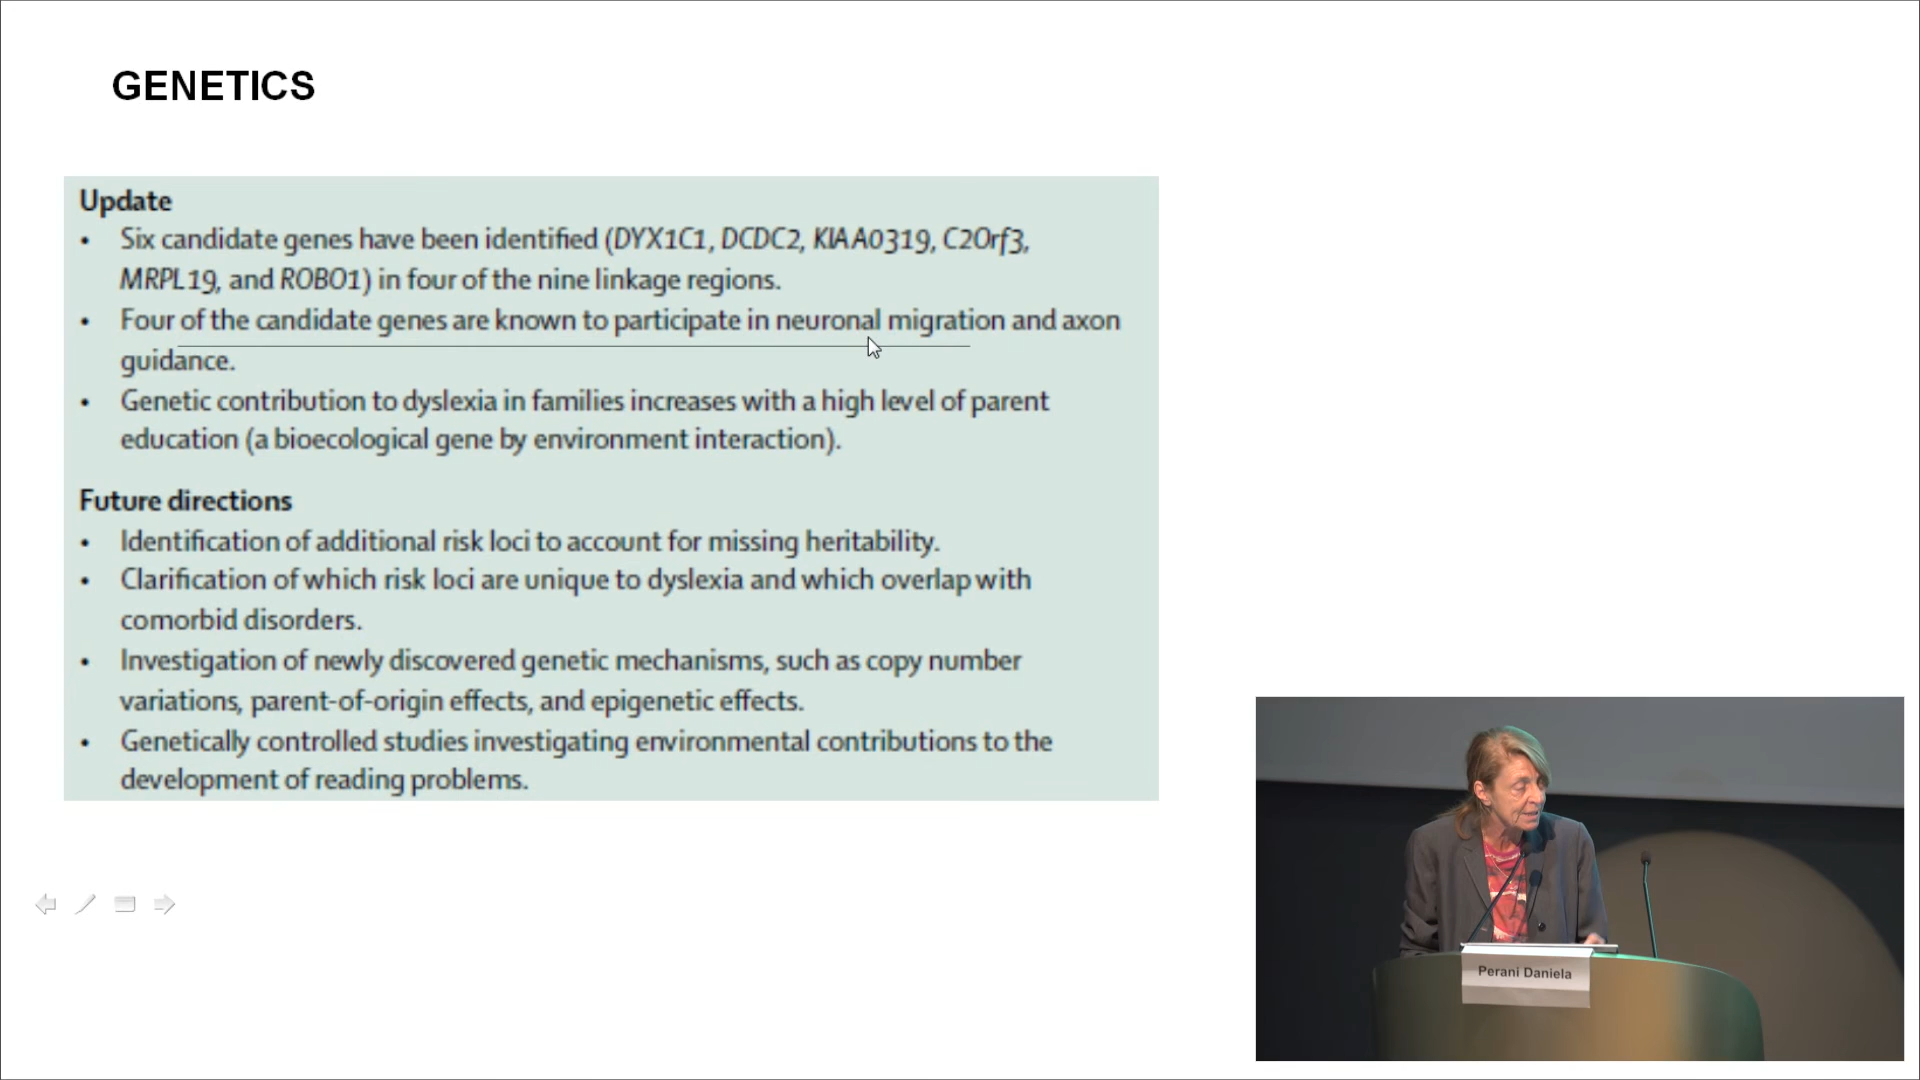 GENETICS
Update
• Six candidate genes have been identified (DYX1C1, DCDC2, KIAA0319, C2Orf3,
MRPL19, and ROBO1) in four of the nine linkage regions.
• Four of the candidate genes are known to participate in neuronal migration and axon
guidance.
• Genetic contribution to dyslexia in families increases with a high level of parent
education (a bioecological gene by environment interaction).
Future directions
• Identification of additional risk loci to account for missing heritability.
• Clarification of which risk loci are unique to dyslexia and which overlap with
comorbid disorders.
• Investigation of newly discovered genetic mechanisms, such as copy number
variations, parent-of-origin effects, and epigenetic effects.
• Genetically controlled studies investigating environmental contributions to the
development of reading problems.
Perani Daniela